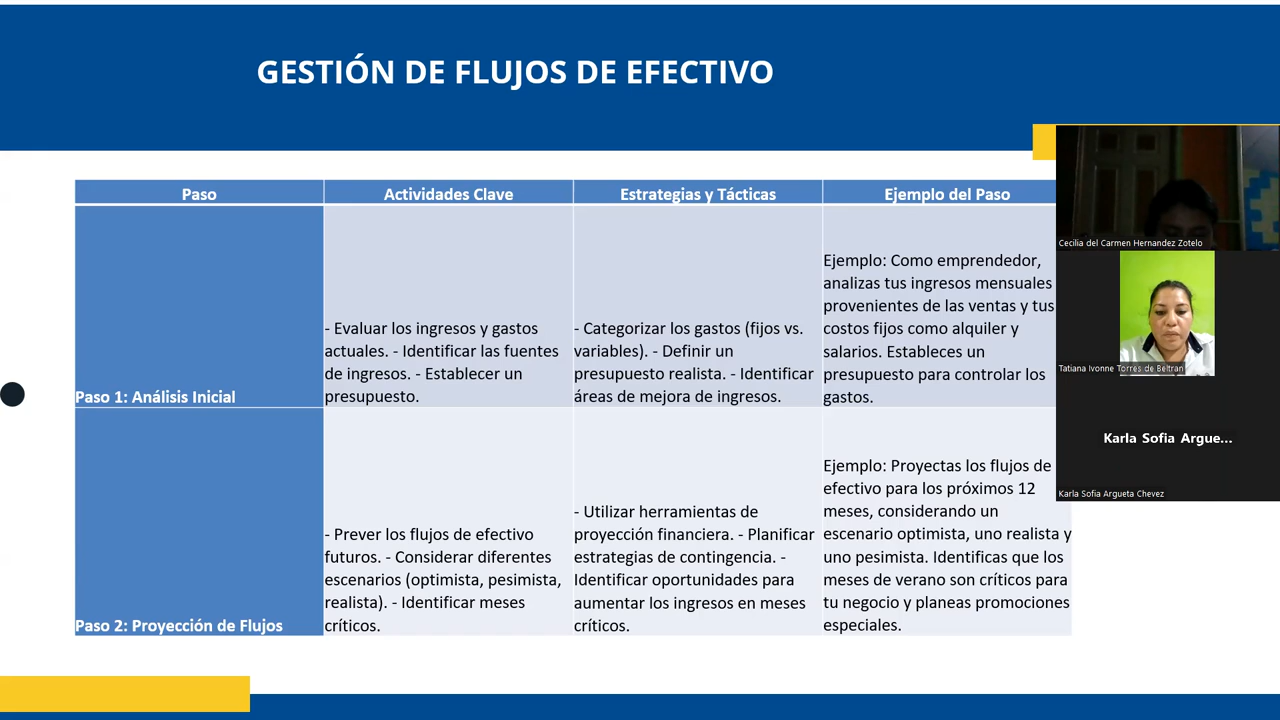 GESTIÓN DE FLUJOS DE EFECTIVO
Paso
Actividades Clave
Estrategias y Tácticas
Ejemplo del Paso
Paso 1: Análisis Inicial
- Evaluar los ingresos y gastos
actuales. - Identificar las fuentes
de ingresos. - Establecer un
presupuesto.
- Categorizar los gastos (fijos vs.
variables). - Definir un
presupuesto realista. - Identificar
áreas de mejora de ingresos.
Ejemplo: Como emprendedor,
analizas tus ingresos mensuales
provenientes de las ventas y tus
costos fijos como alquiler y
salarios. Estableces un
presupuesto para controlar los
gastos.
Paso 2: Proyección de Flujos
- Prever los flujos de efectivo
futuros. - Considerar diferentes
escenarios (optimista, pesimista,
realista). - Identificar meses
críticos.
- Utilizar herramientas de
proyección financiera. - Planificar
estrategias de contingencia. -
Identificar oportunidades para
aumentar los ingresos en meses
críticos.
Ejemplo: Proyectas los flujos de
efectivo para los próximos 12
meses, considerando un
escenario optimista, uno realista y
uno pesimista. Identificas que los
meses de verano son críticos para
tu negocio y planeas promociones
especiales.
Cecilia del Carmen Hernandez Zotelo
Tatiana Ivonne Torres de Beltran
Karla Sofia Argue...
Karla Sofia Argueta Chevez